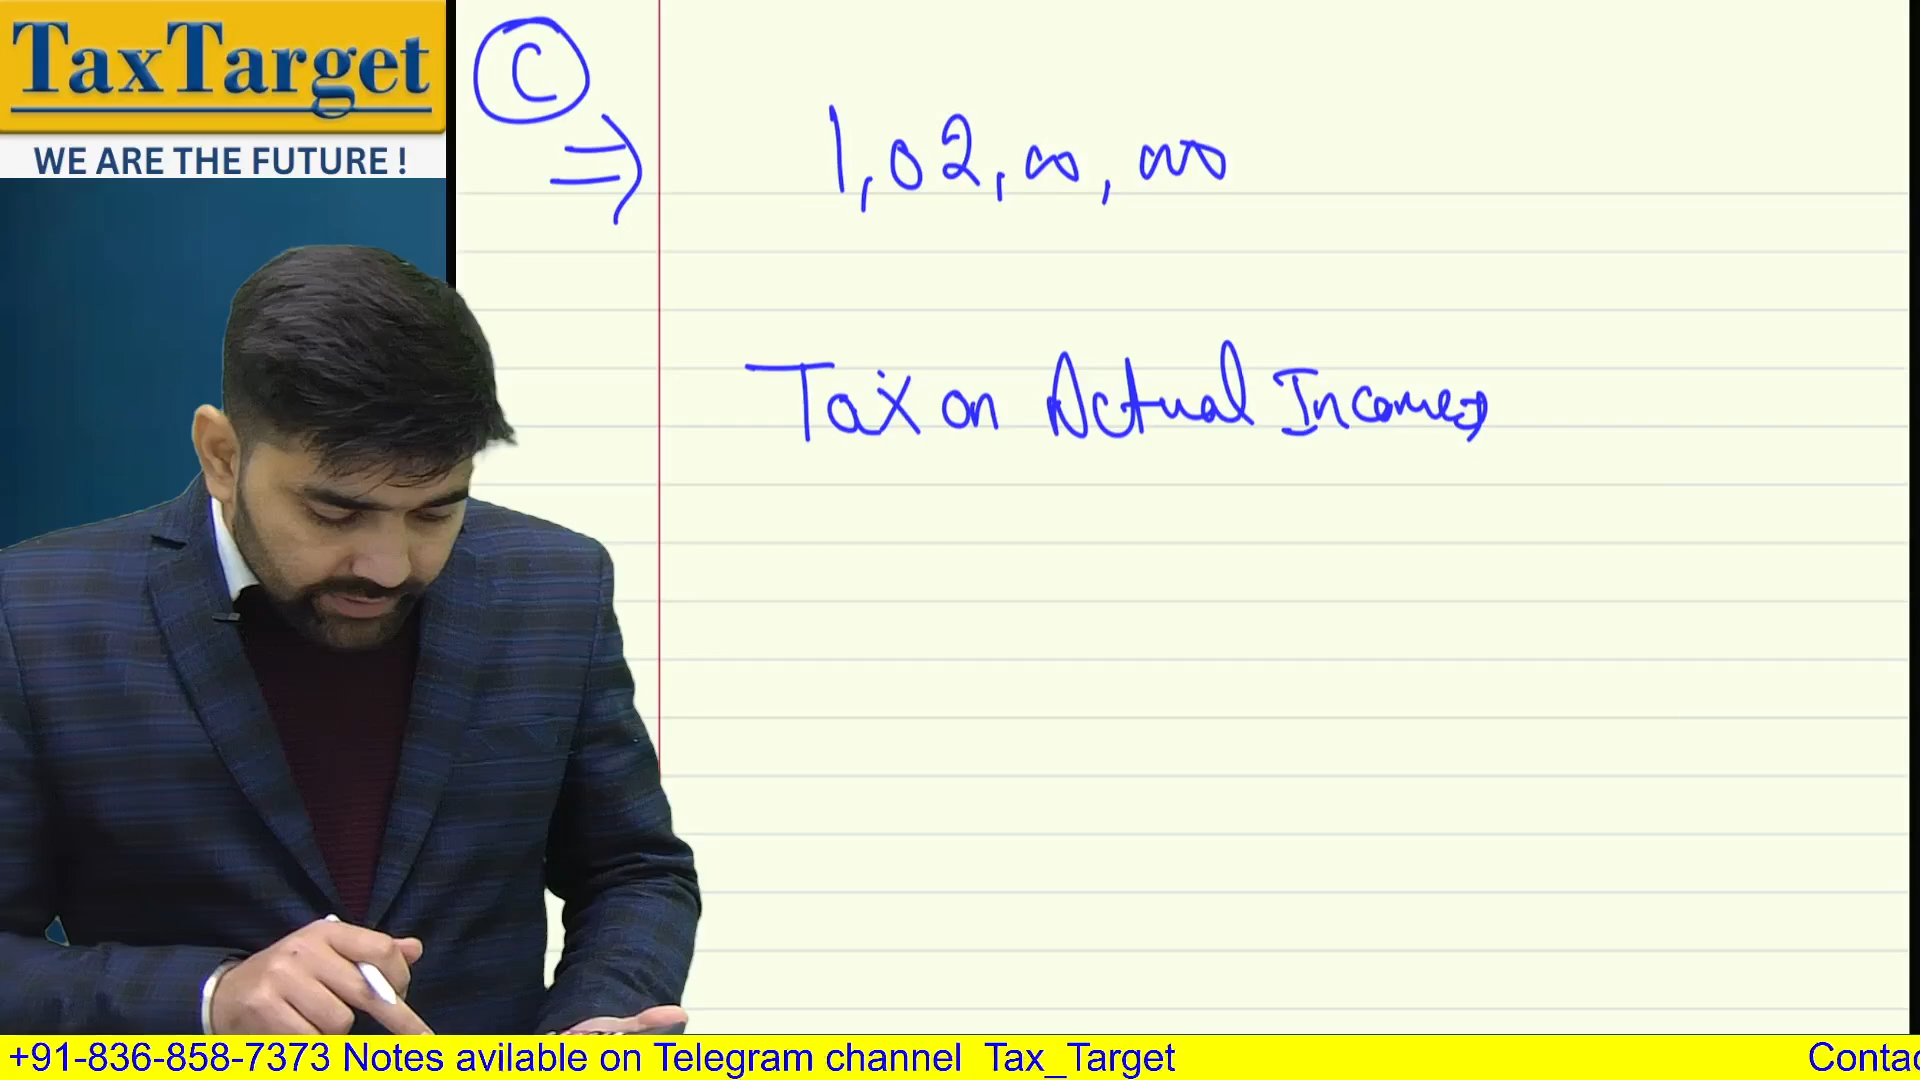 TaxTarget
WE ARE THE FUTURE !
C
⇒ 1,02,00,000
Tax on Actual Income ⇒
+91-836-858-7373 Notes avilable on Telegram channel Tax_Target
Contac